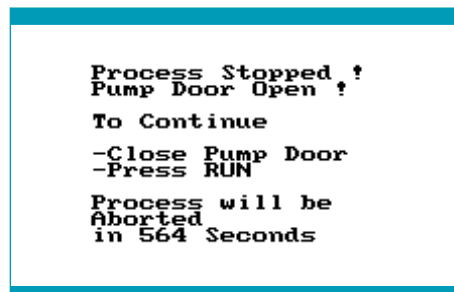 Process Stopped !
Pump Door Open !
To Continue
-Close Pump Door
-Press RUN
Process will be
Aborted
in 564 Seconds